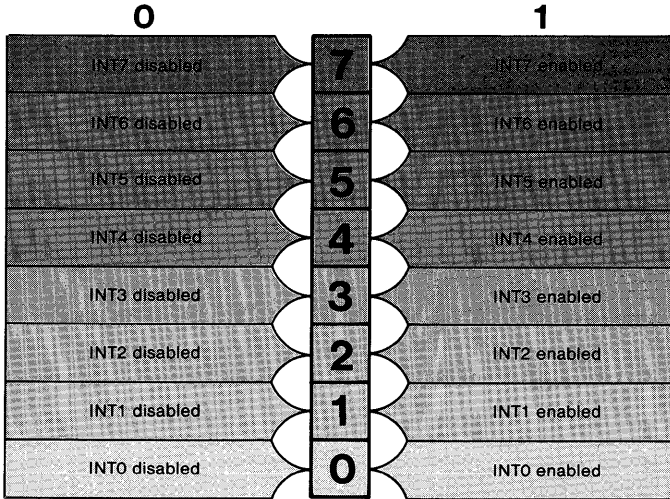 0 1
INT7 disabled 7 INT7 enabled
INT6 disabled 6 INT6 enabled
INT5 disabled 5 INT5 enabled
INT4 disabled 4 INT4 enabled
INT3 disabled 3 INT3 enabled
INT2 disabled 2 INT2 enabled
INT1 disabled 1 INT1 enabled
INT0 disabled 0 INT0 enabled